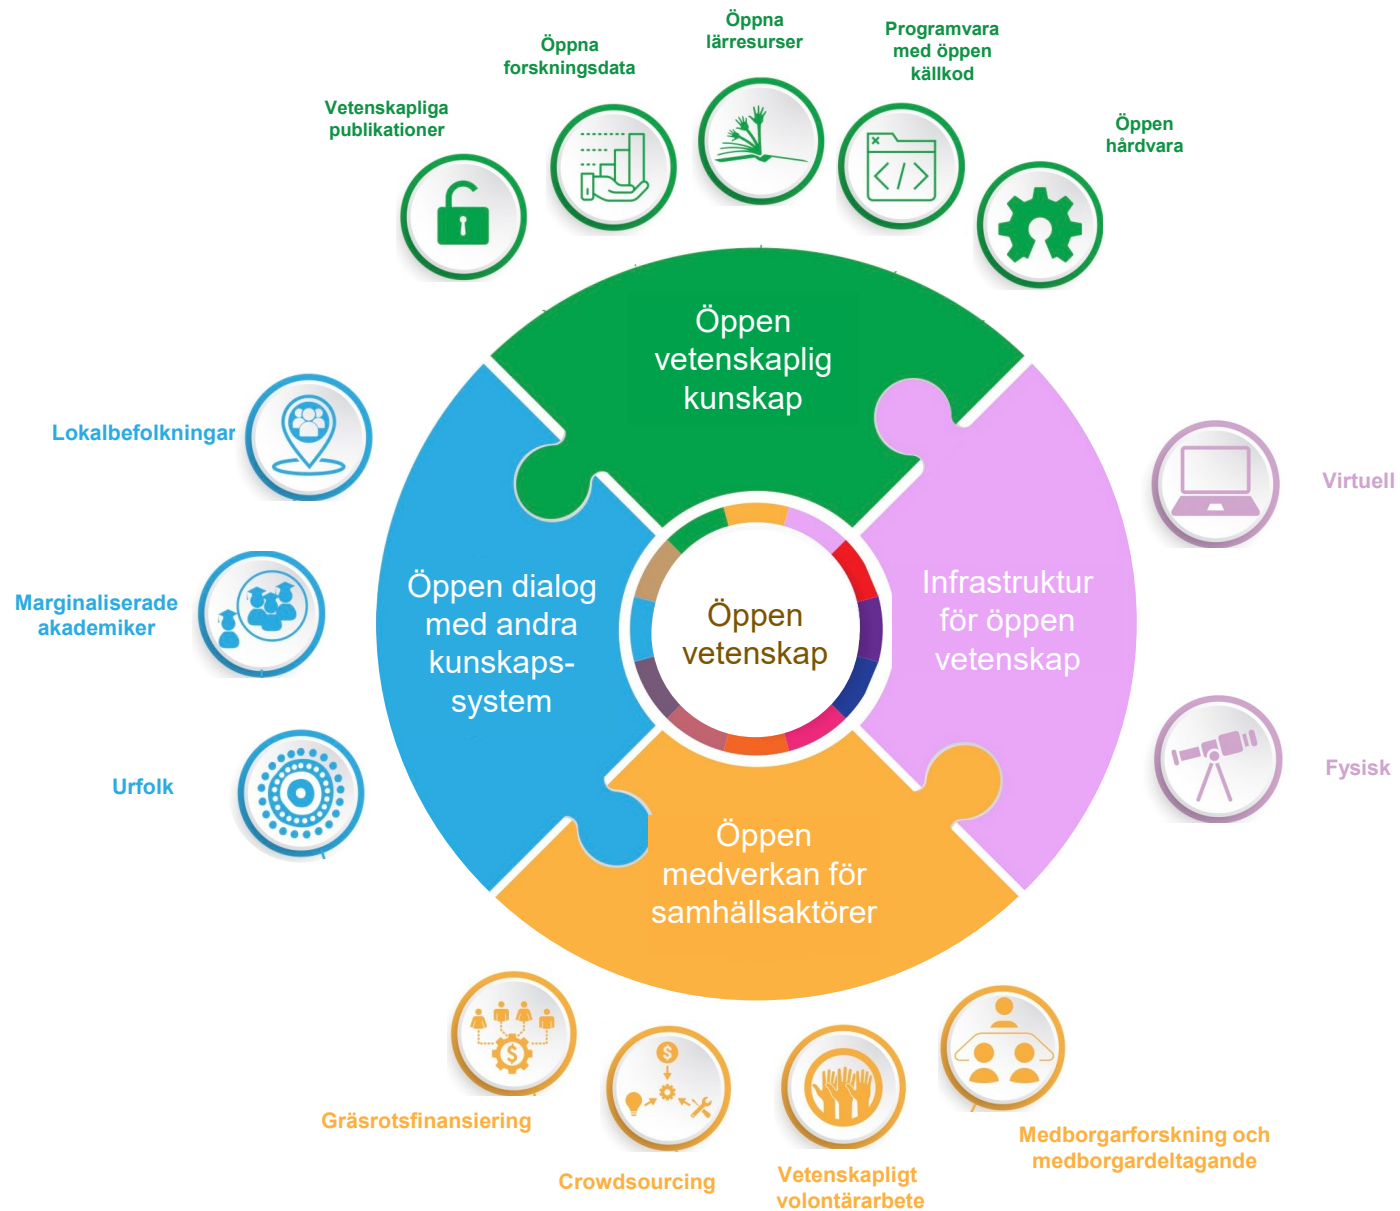 Öppna
lärresurser
Programvara
med öppen
källkod
Öppna
forskningsdata
Vetenskapliga
publikationer
Öppen
hårdvara
Öppen
vetenskaplig
kunskap
Lokalbefolkningar
Virtuell
Öppen dialog
med andra
kunskaps-
system
Infrastruktur
för öppen
vetenskap
Öppen
vetenskap
Marginaliserade
akademiker
Urfolk
Fysisk
Öppen
medverkan för
samhällsaktörer
Gräsrotsfinansiering
Crowdsourcing
Vetenskapligt
volontärarbete
Medborgarforskning och
medborgardeltagande